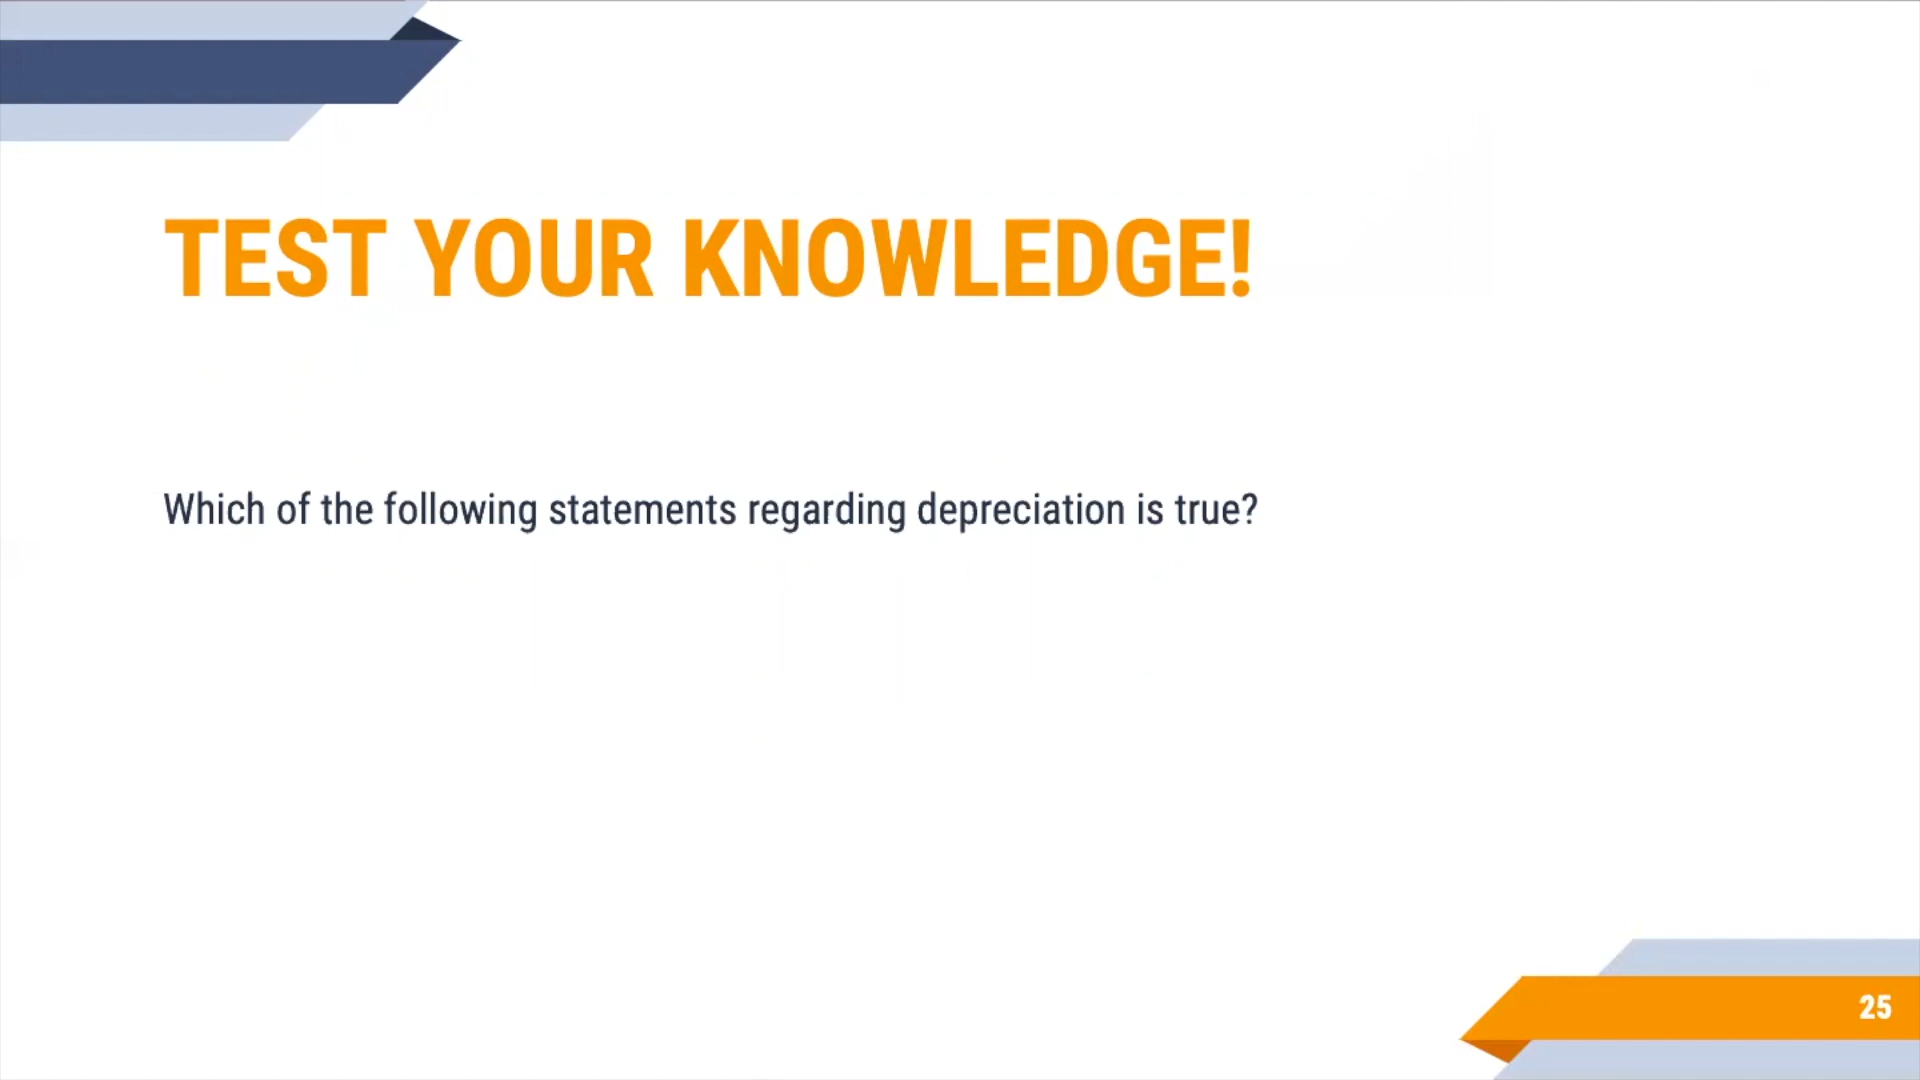 TEST YOUR KNOWLEDGE!
Which of the following statements regarding depreciation is true?
25